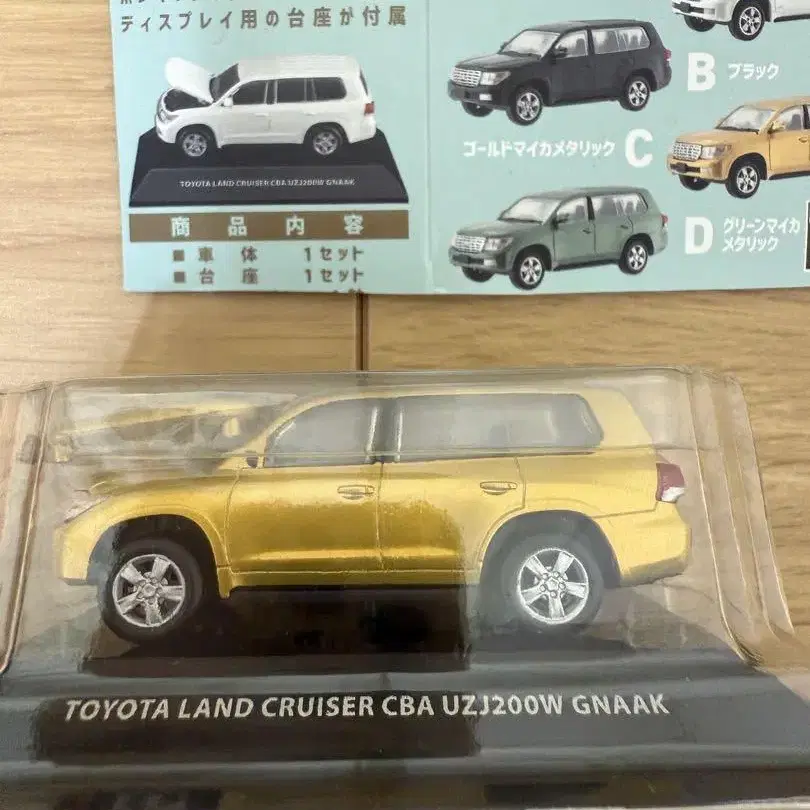 ディスプレイ用の台座が付属
TOYOTA LAND CRUISER CBA UZJ200W GNAAK
商品内容
■車体 1セット
■台座 1セット
B ブラック
ゴールドマイカメタリック C
D グリーンマイカ
メタリック
TOYOTA LAND CRUISER CBA UZJ200W GNAAK